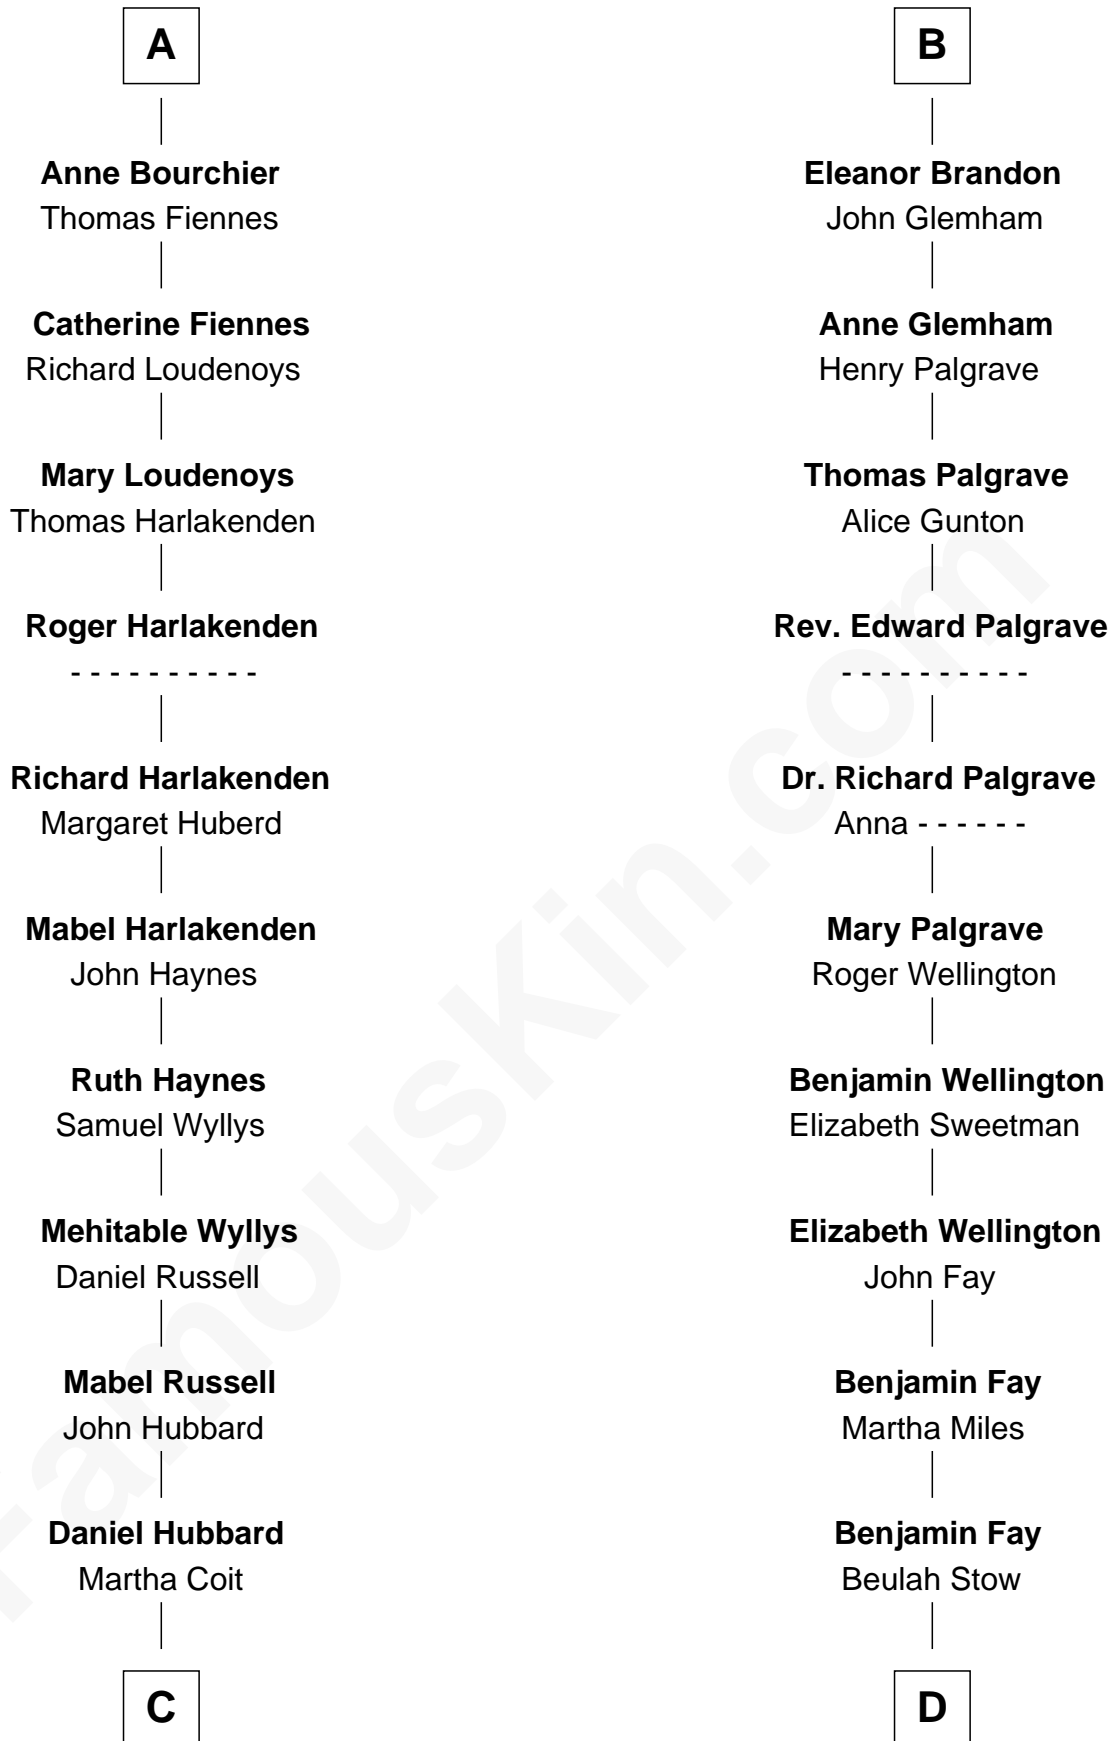 A
Anne Bourchier
Thomas Fiennes
Catherine Fiennes
Richard Loudenoys
Mary Loudenoys
Thomas Harlakenden
Roger Harlakenden
- - - - - - - - - -
Richard Harlakenden
Margaret Huberd
Mabel Harlakenden
John Haynes
Ruth Haynes
Samuel Wyllys
Mehitable Wyllys
Daniel Russell
Mabel Russell
John Hubbard
Daniel Hubbard
Martha Coit
C
B
Eleanor Brandon
John Glemham
Anne Glemham
Henry Palgrave
Thomas Palgrave
Alice Gunton
Rev. Edward Palgrave
- - - - - - - - - -
Dr. Richard Palgrave
Anna - - - - - -
Mary Palgrave
Roger Wellington
Benjamin Wellington
Elizabeth Sweetman
Elizabeth Wellington
John Fay
Benjamin Fay
Martha Miles
Benjamin Fay
Beulah Stow
D
FamousKin.com